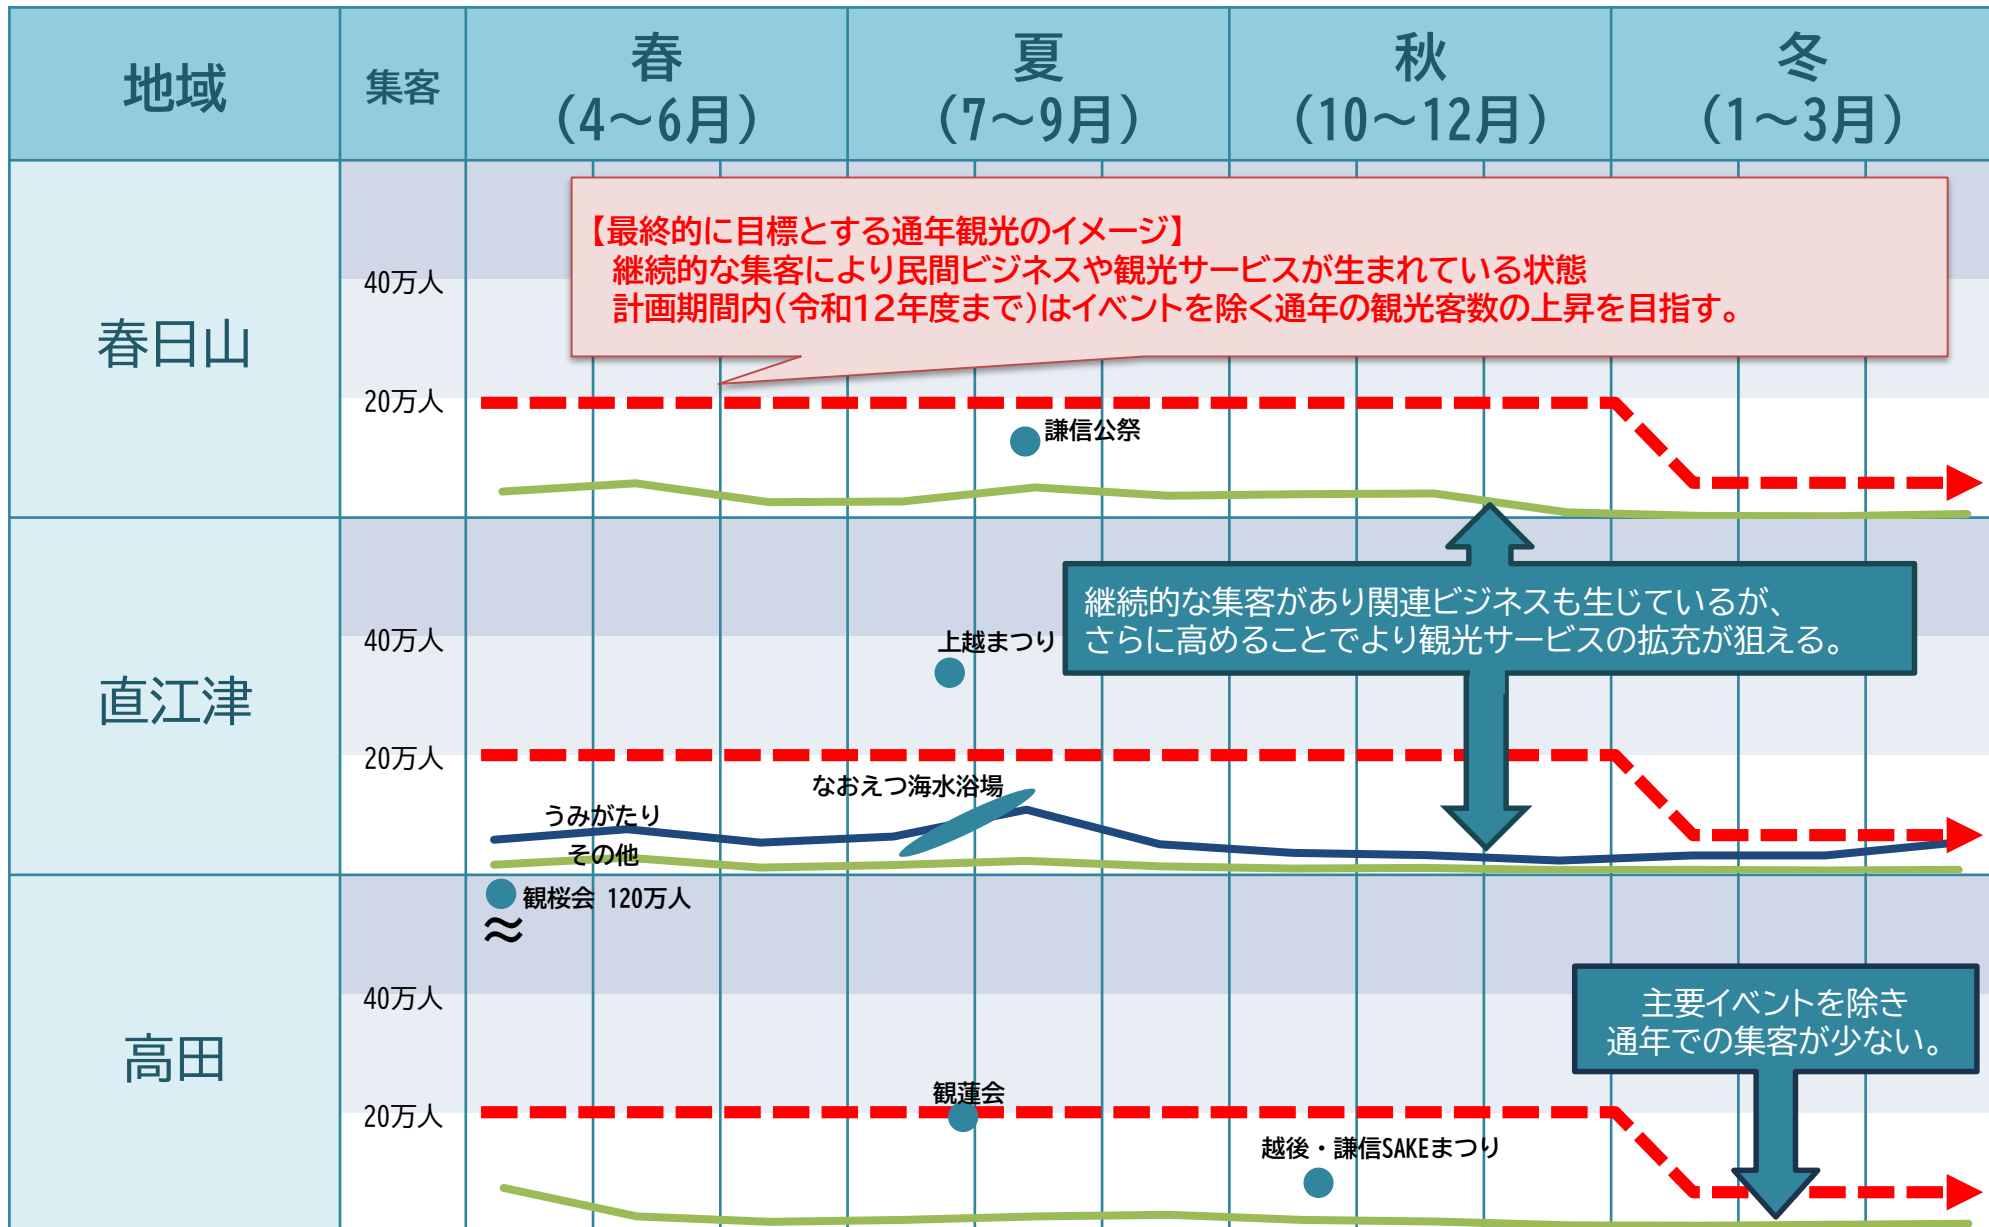 地域
集客
春
(4～6月)
夏
(7～9月)
秋
(10～12月)
冬
(1～3月)
春日山
40万人
20万人
【最終的に目標とする通年観光のイメージ】
継続的な集客により民間ビジネスや観光サービスが生まれている状態
計画期間内(令和12年度まで)はイベントを除く通年の観光客数の上昇を目指す。
謙信公祭
直江津
40万人
20万人
継続的な集客があり関連ビジネスも生じているが、
さらに高めることでより観光サービスの拡充が狙える。
上越まつり
なおえつ海水浴場
うみがたり
その他
高田
観桜会 120万人
≈
40万人
20万人
主要イベントを除き
通年での集客が少ない。
観蓮会
越後・謙信SAKEまつり